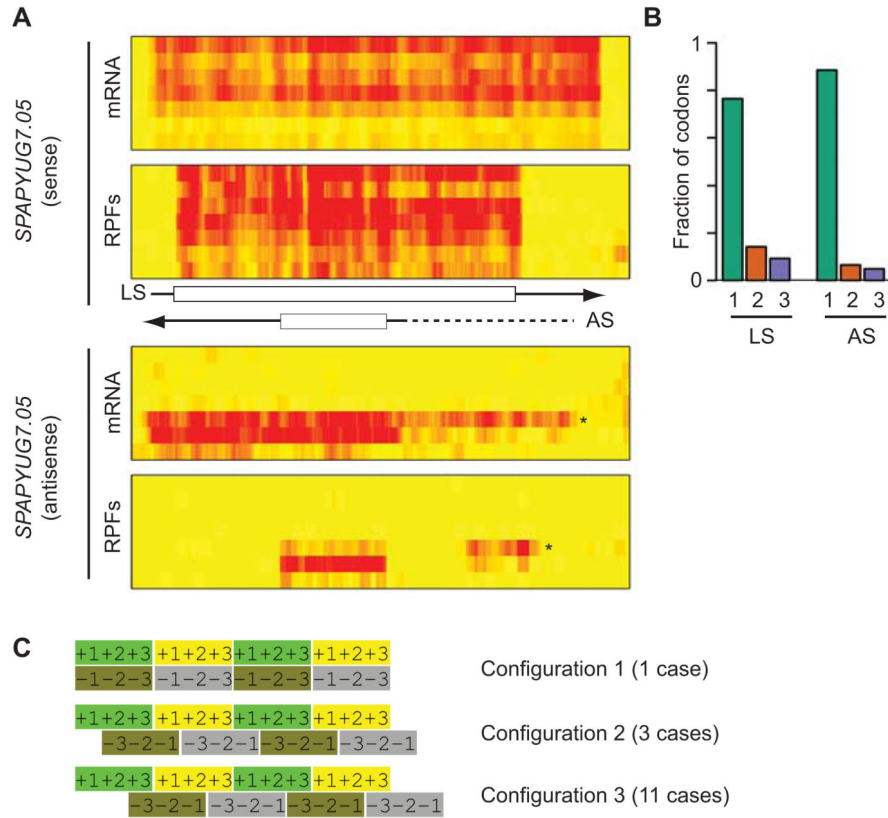 A
B
SPAPYUG7.05
(sense)
mRNA
RPFs
LS
AS
SPAPYUG7.05
(antisense)
mRNA
*
RPFs
*
Fraction of codons
1
0
1 2 3 1 2 3
LS AS
C
+1+2+3 +1+2+3 +1+2+3 +1+2+3
-1-2-3 -1-2-3 -1-2-3 -1-2-3
Configuration 1 (1 case)
+1+2+3 +1+2+3 +1+2+3 +1+2+3
-3-2-1 -3-2-1 -3-2-1 -3-2-1
Configuration 2 (3 cases)
+1+2+3 +1+2+3 +1+2+3 +1+2+3
-3-2-1 -3-2-1 -3-2-1 -3-2-1
Configuration 3 (11 cases)